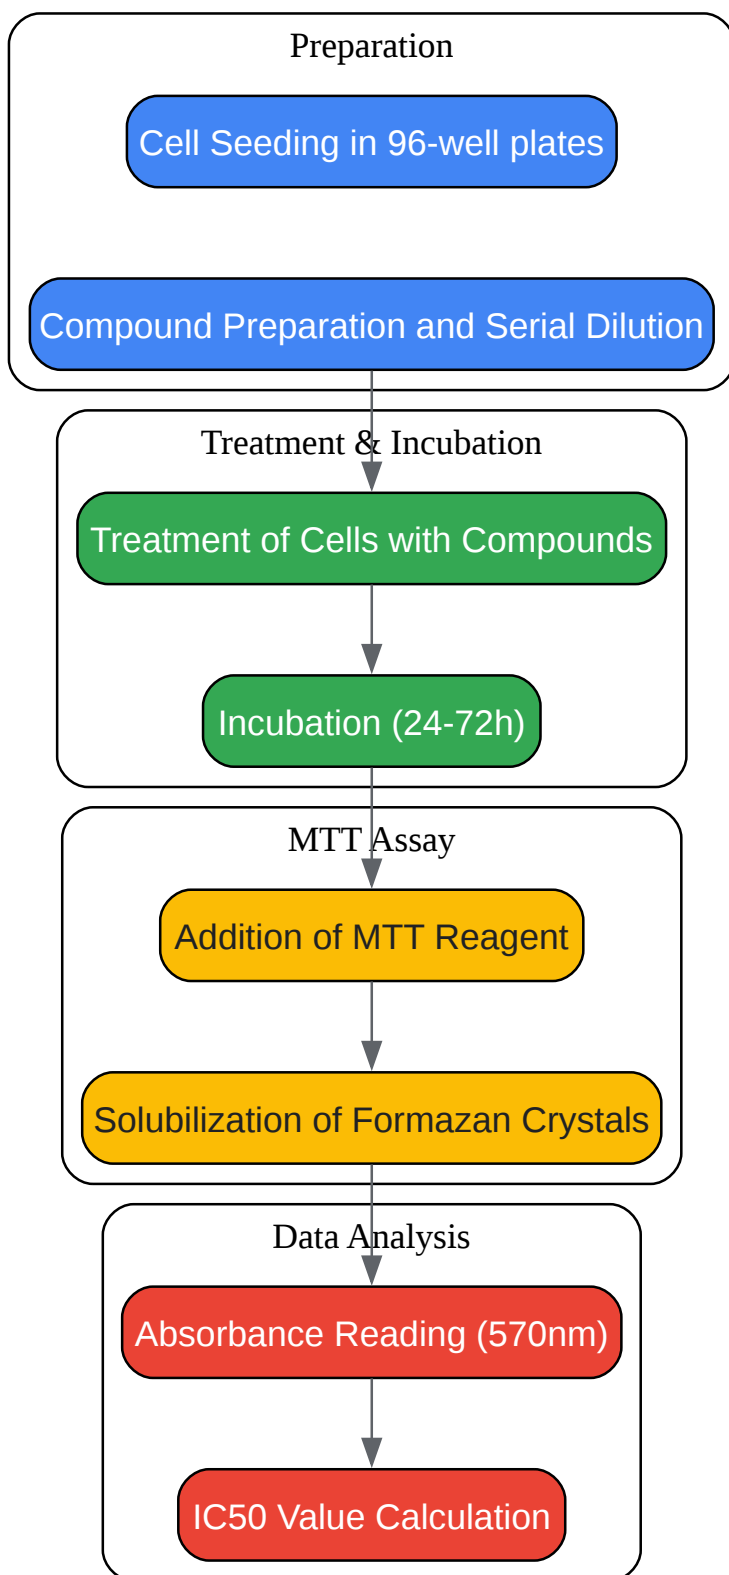 Preparation
Cell Seeding in 96-well plates
Compound Preparation and Serial Dilution
Treatment & Incubation
Treatment of Cells with Compounds
Incubation (24-72h)
MTT Assay
Addition of MTT Reagent
Solubilization of Formazan Crystals
Data Analysis
Absorbance Reading (570nm)
IC50 Value Calculation